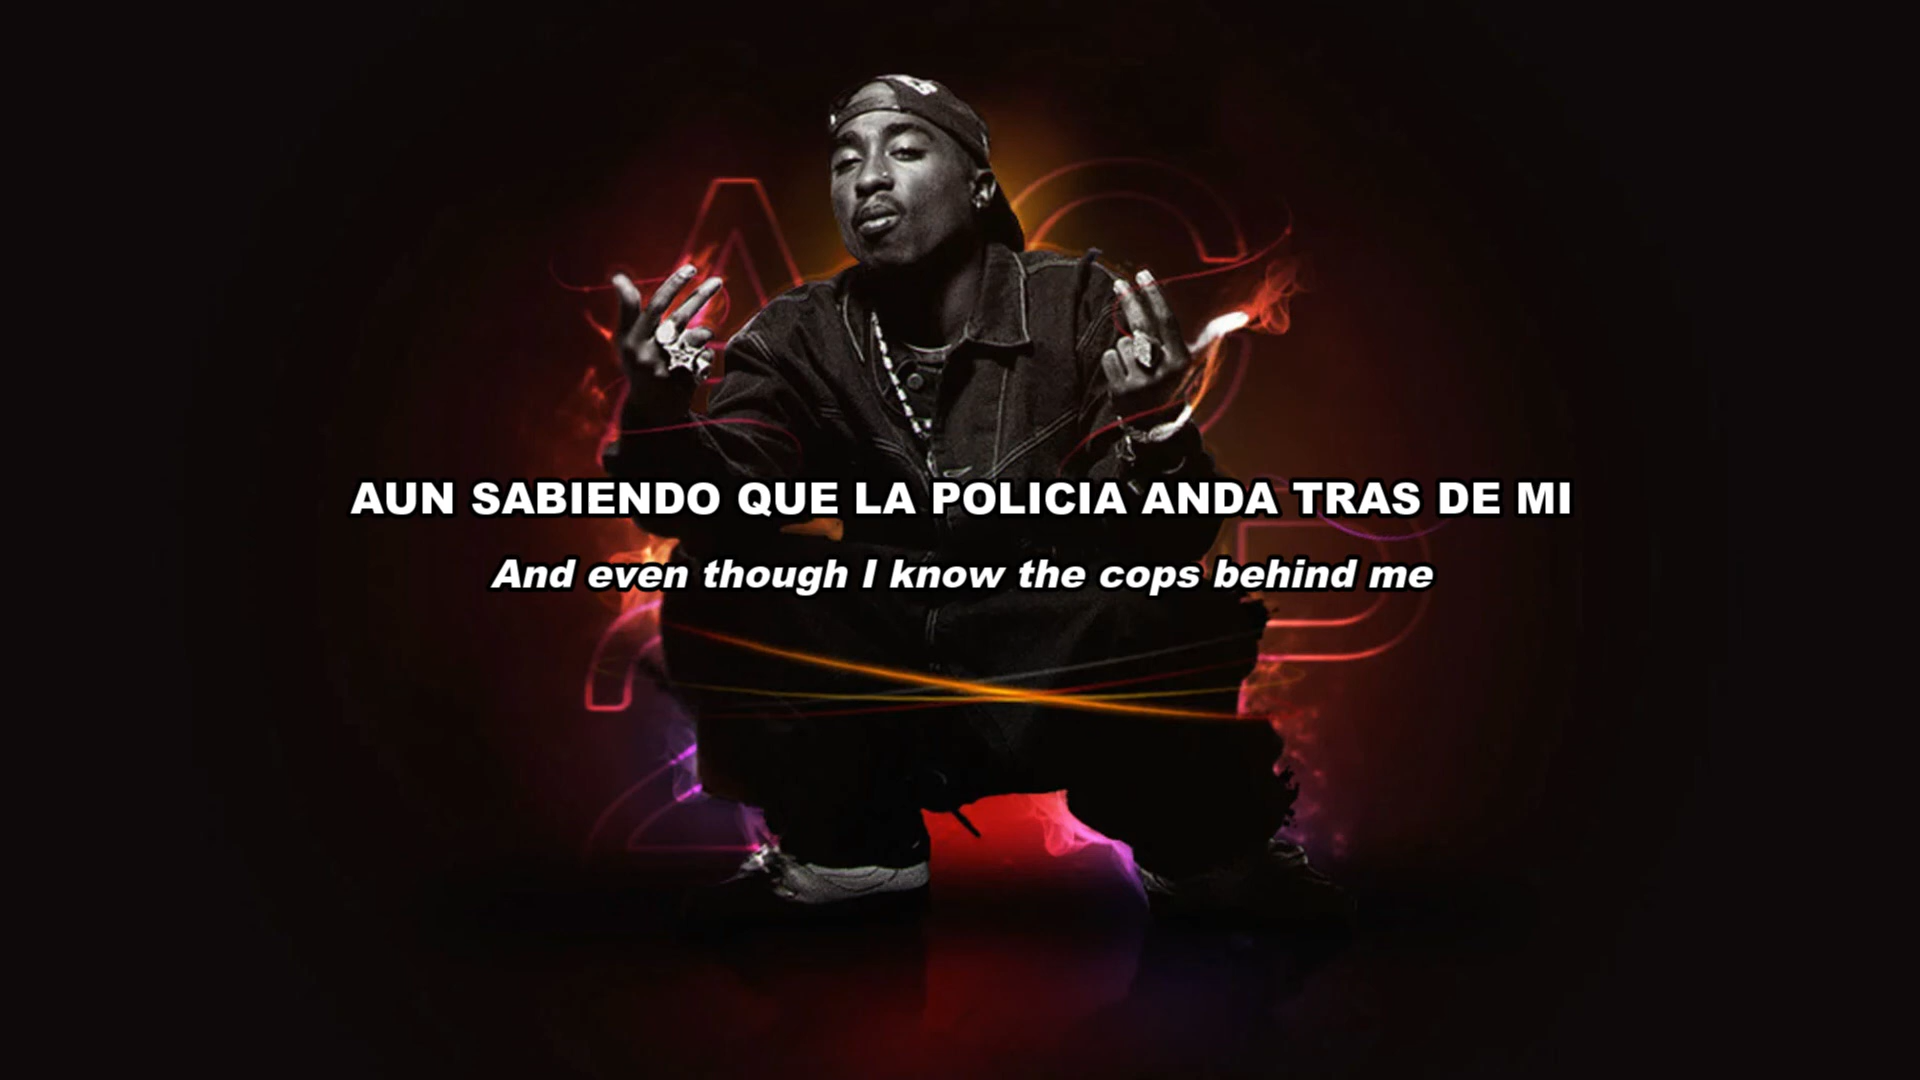 AUN SABIENDO QUE LA POLICIA ANDA TRAS DE MI
And even though I know the cops behind me